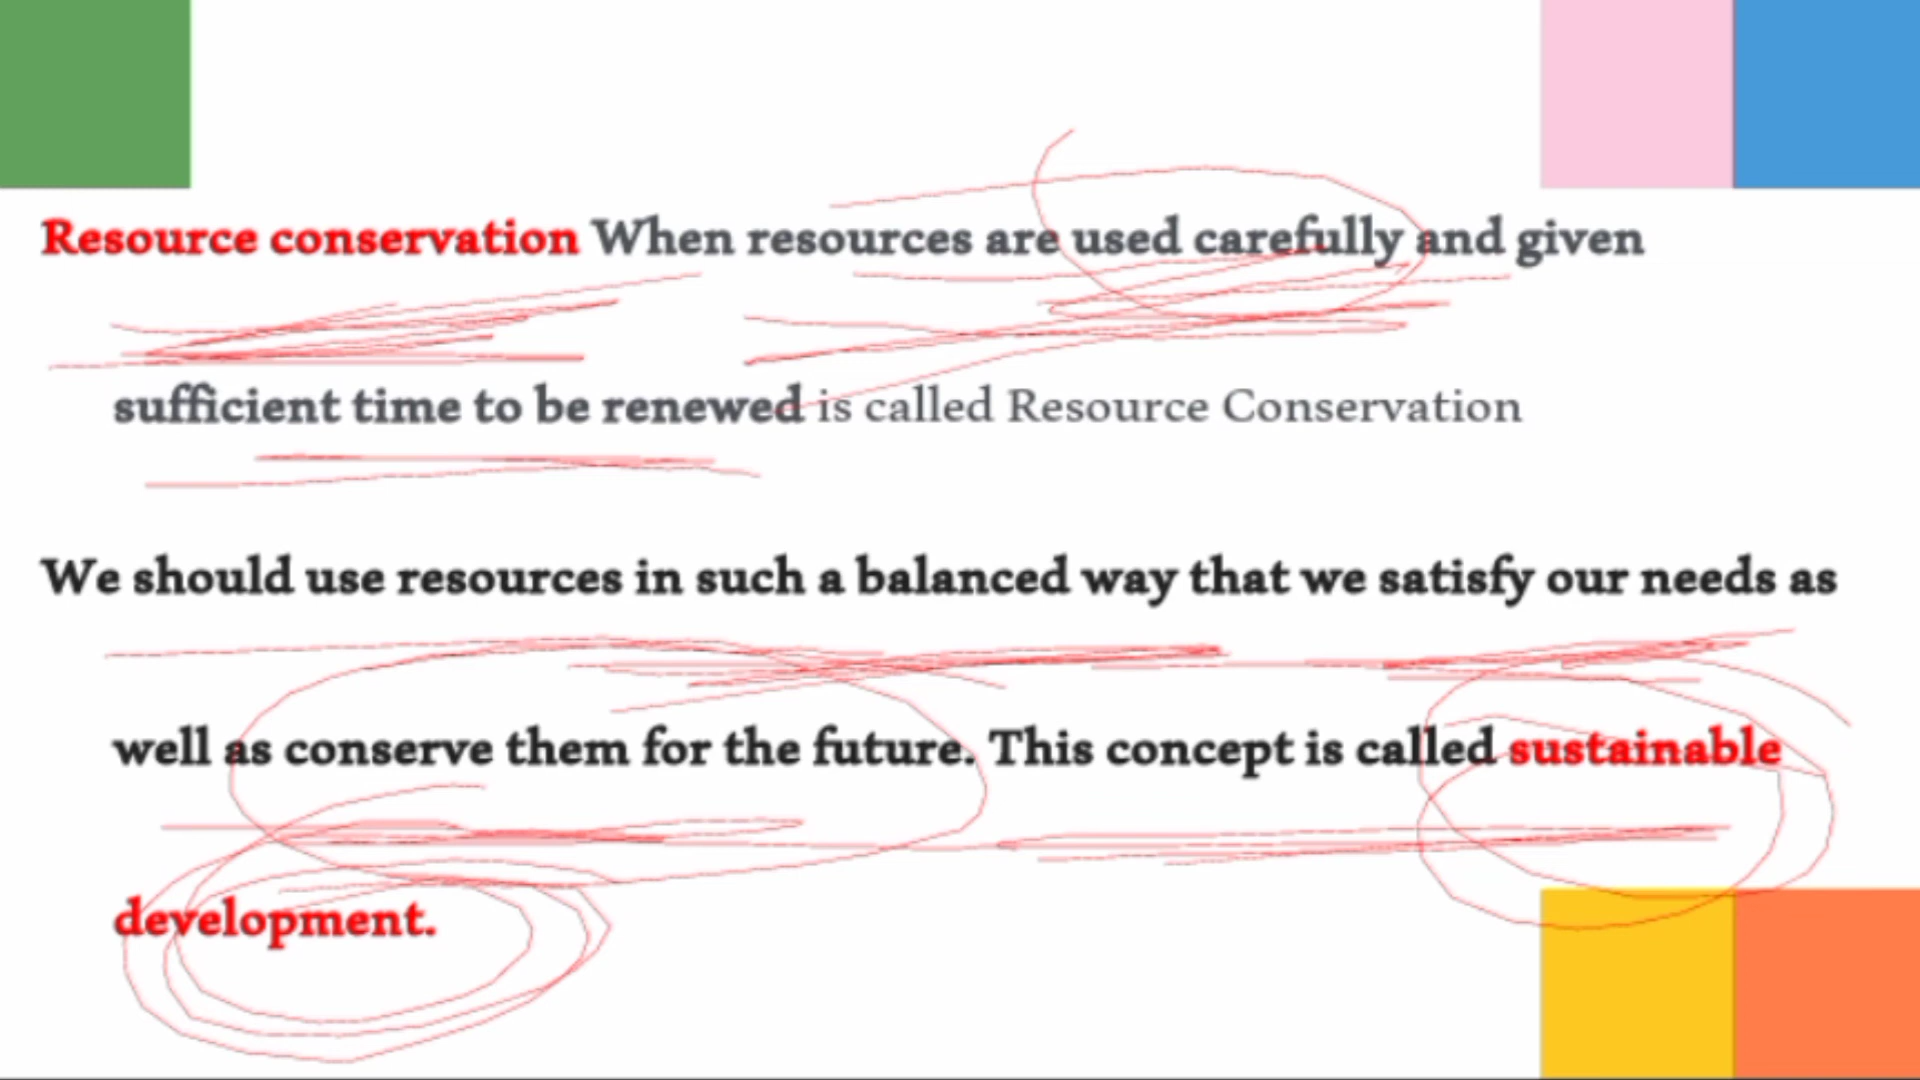 Resource conservation When resources are used carefully and given
sufficient time to be renewed is called Resource Conservation
We should use resources in such a balanced way that we satisfy our needs as
well as conserve them for the future. This concept is called sustainable
development.